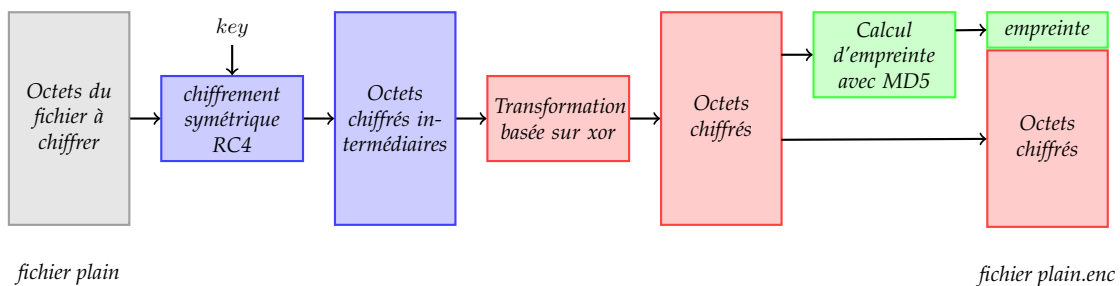 Octets du
fichier à
chiffrer
key
chiffrement
symétrique
RC4
Octets
chiffrés in-
termédiaires
Transformation
basée sur xor
Octets
chiffrés
Calcul
d'empreinte
avec MD5
empreinte
Octets
chiffrés
fichier plain
fichier plain.enc